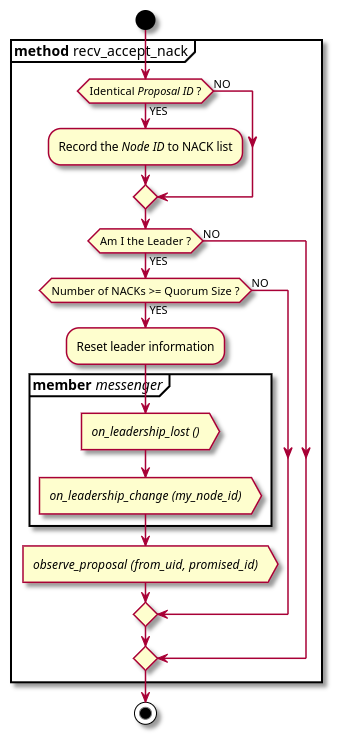 method recv_accept_nack
Identical Proposal ID ?
NO
YES
Record the Node ID to NACK list
Am I the Leader ?
NO
YES
Number of NACKs >= Quorum Size ?
NO
YES
Reset leader information
member messenger
on_leadership_lost ()
on_leadership_change (my_node_id)
observe_proposal (from_uid, promised_id)